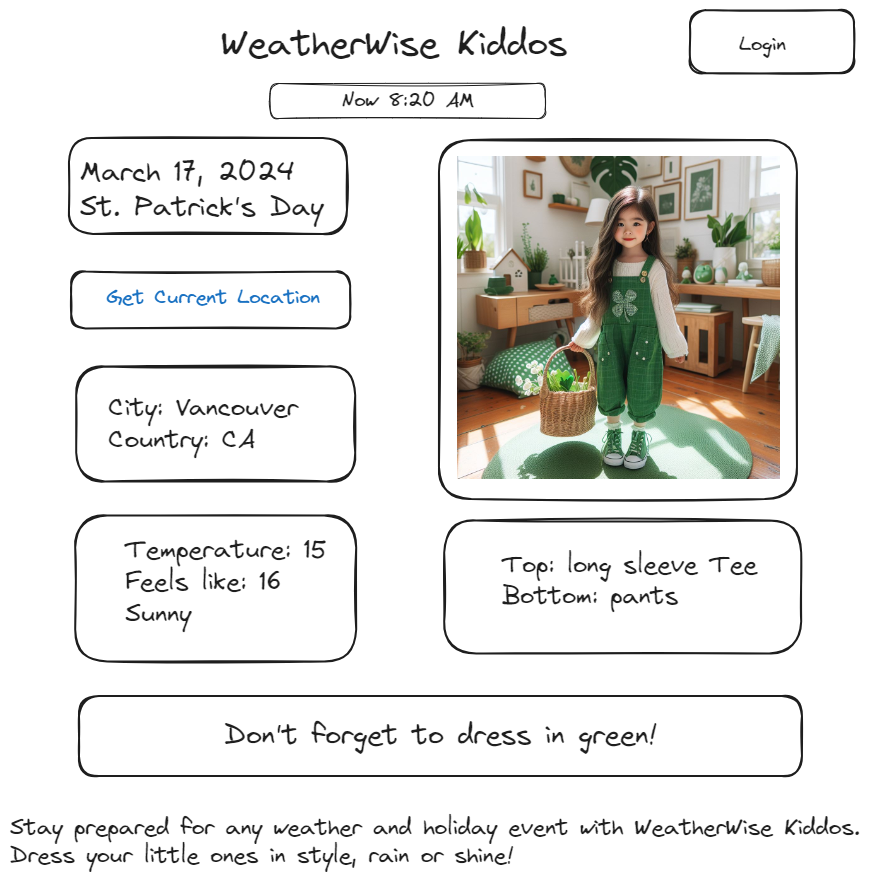 WeatherWise Kiddos
Login
Now 8:20 AM
March 17, 2024
St. Patrick's Day
Get Current Location
City: Vancouver
Country: CA
Temperature: 15
Feels like: 16
Sunny
Top: long sleeve Tee
Bottom: pants
Don't forget to dress in green!
Stay prepared for any weather and holiday event with WeatherWise Kiddos.
Dress your little ones in style, rain or shine!